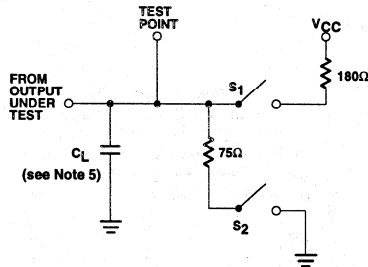 TEST
POINT
VCC
FROM
OUTPUT
UNDER
TEST
S1
180Ω
CL
(see Note 5)
75Ω
S2